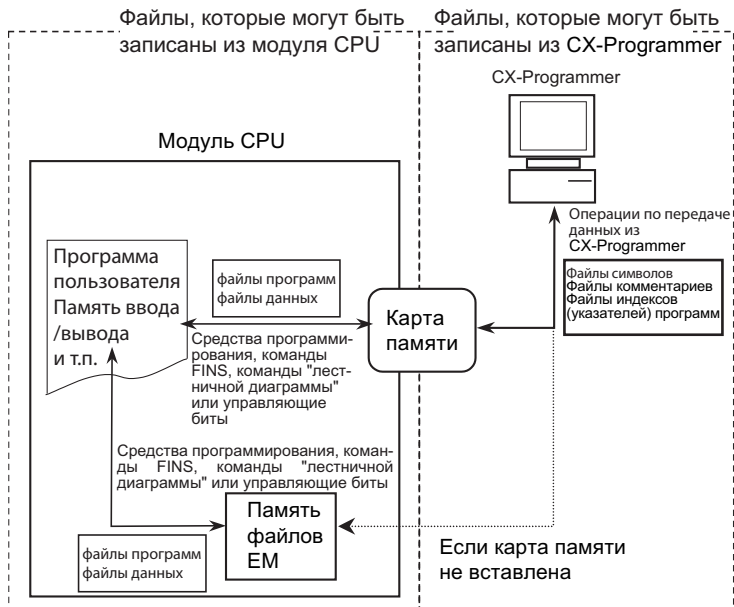 Файлы, которые могут быть
записаны из модуля CPU
Файлы, которые могут быть
записаны из CX-Programmer
CX-Programmer
Модуль CPU
Операции по передаче
данных из
CX-Programmer
Файлы символов
Файлы комментариев
Файлы индексов
(указателей) программ
Программа
пользователя
Память ввода
/вывода
и т.п.
файлы программ
файлы данных
Карта
памяти
Средства программи-
рования, команды
FINS, команды "лест-
ничной диаграммы"
или управляющие
биты
Средства программирования, коман-
ды FINS, команды "лестничной
диаграммы" или управляющие биты
Память
файлов
EM
файлы программ
файлы данных
Если карта памяти
не вставлена